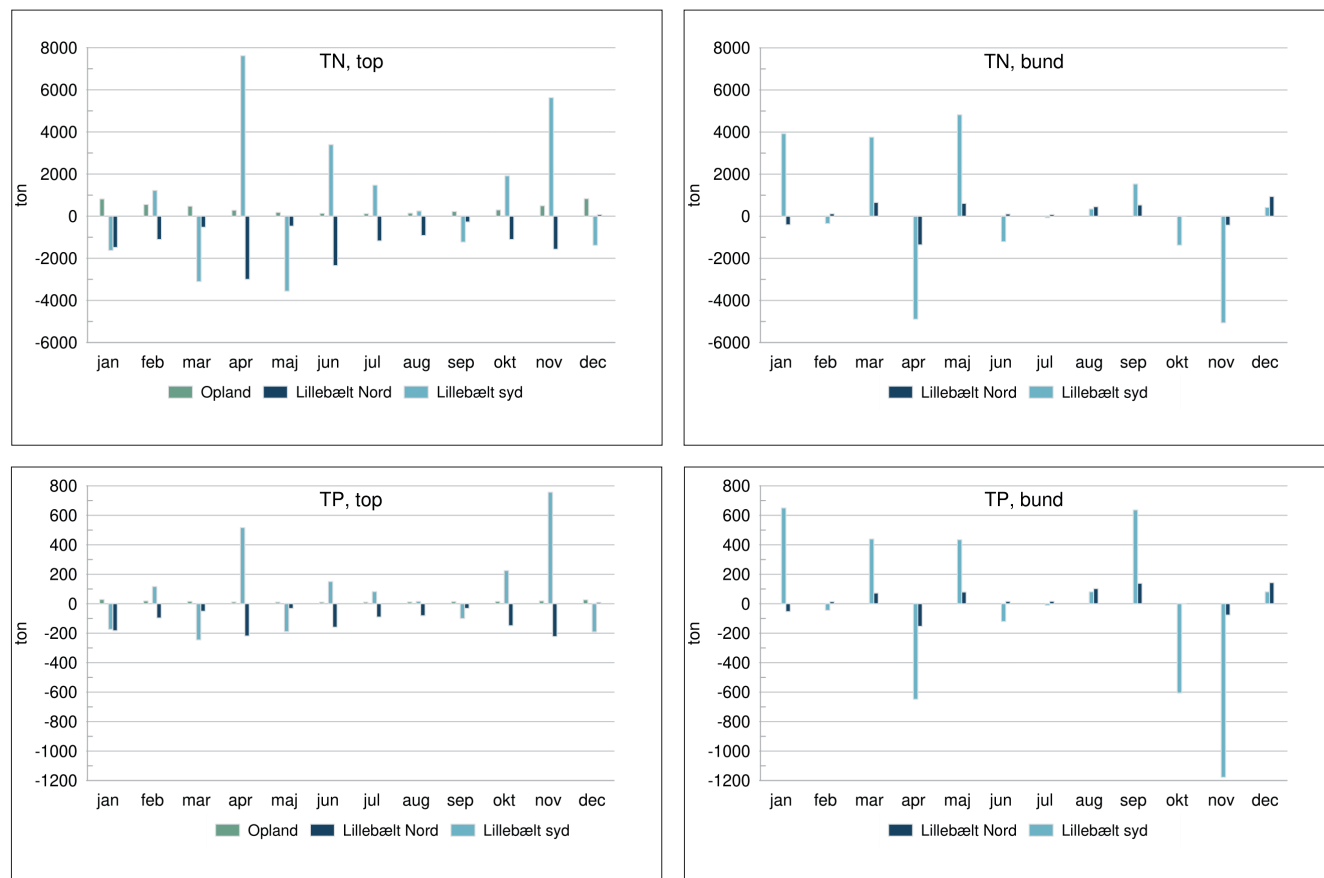 TN, top
8000
6000
4000
2000
0
-2000
-4000
-6000
ton
jan feb mar apr maj jun jul aug sep okt nov dec
Opland Lillebælt Nord Lillebælt syd
TN, bund
8000
6000
4000
2000
0
-2000
-4000
-6000
ton
jan feb mar apr maj jun jul aug sep okt nov dec
Lillebælt Nord Lillebælt syd
TP, top
800
600
400
200
0
-200
-400
-600
-800
-1000
-1200
ton
jan feb mar apr maj jun jul aug sep okt nov dec
Opland Lillebælt Nord Lillebælt syd
TP, bund
800
600
400
200
0
-200
-400
-600
-800
-1000
-1200
ton
jan feb mar apr maj jun jul aug sep okt nov dec
Lillebælt Nord Lillebælt syd